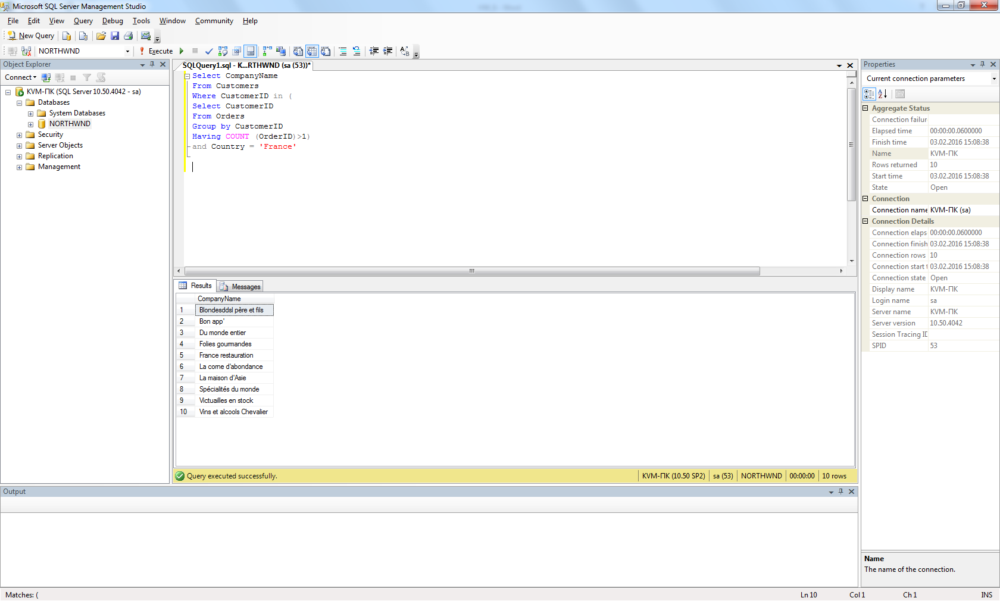 Microsoft SQL Server Management Studio
File Edit View Query Debug Tools Window Community Help
New Query
NORTHWND Execute
Object Explorer
Connect
KVM-ПК (SQL Server 10.50.4042 - sa)
Databases
System Databases
NORTHWND
Security
Server Objects
Replication
Management
SQLQuery1.sql - K...RTHWND (sa (53))*
Select CompanyName
From Customers
Where CustomerID in (
Select CustomerID
From Orders
Group by CustomerID
Having COUNT (OrderID)>1)
and Country = 'France'
Results Messages
CompanyName
1 Blondesddsl père et fils
2 Bon app'
3 Du monde entier
4 Folies gourmandes
5 France restauration
6 La corne d'abondance
7 La maison d'Asie
8 Spécialités du monde
9 Victuailles en stock
10 Vins et alcools Chevalier
Query executed successfully. KVM-ПК (10.50 SP2) sa (53) NORTHWND 00:00:00 10 rows
Output
Properties
Current connection parameters
Aggregate Status
Connection failur
Elapsed time 00:00:00.0600000
Finish time 03.02.2016 15:08:38
Name KVM-ПК
Rows returned 10
Start time 03.02.2016 15:08:38
State Open
Connection
Connection name KVM-ПК (sa)
Connection Details
Connection elaps 00:00:00.0600000
Connection finish 03.02.2016 15:08:38
Connection rows 10
Connection start t 03.02.2016 15:08:38
Connection state Open
Display name KVM-ПК
Login name sa
Server name KVM-ПК
Server version 10.50.4042
Session Tracing ID
SPID 53
Name
The name of the connection.
Matches: ( Ln 10 Col 1 Ch 1 INS